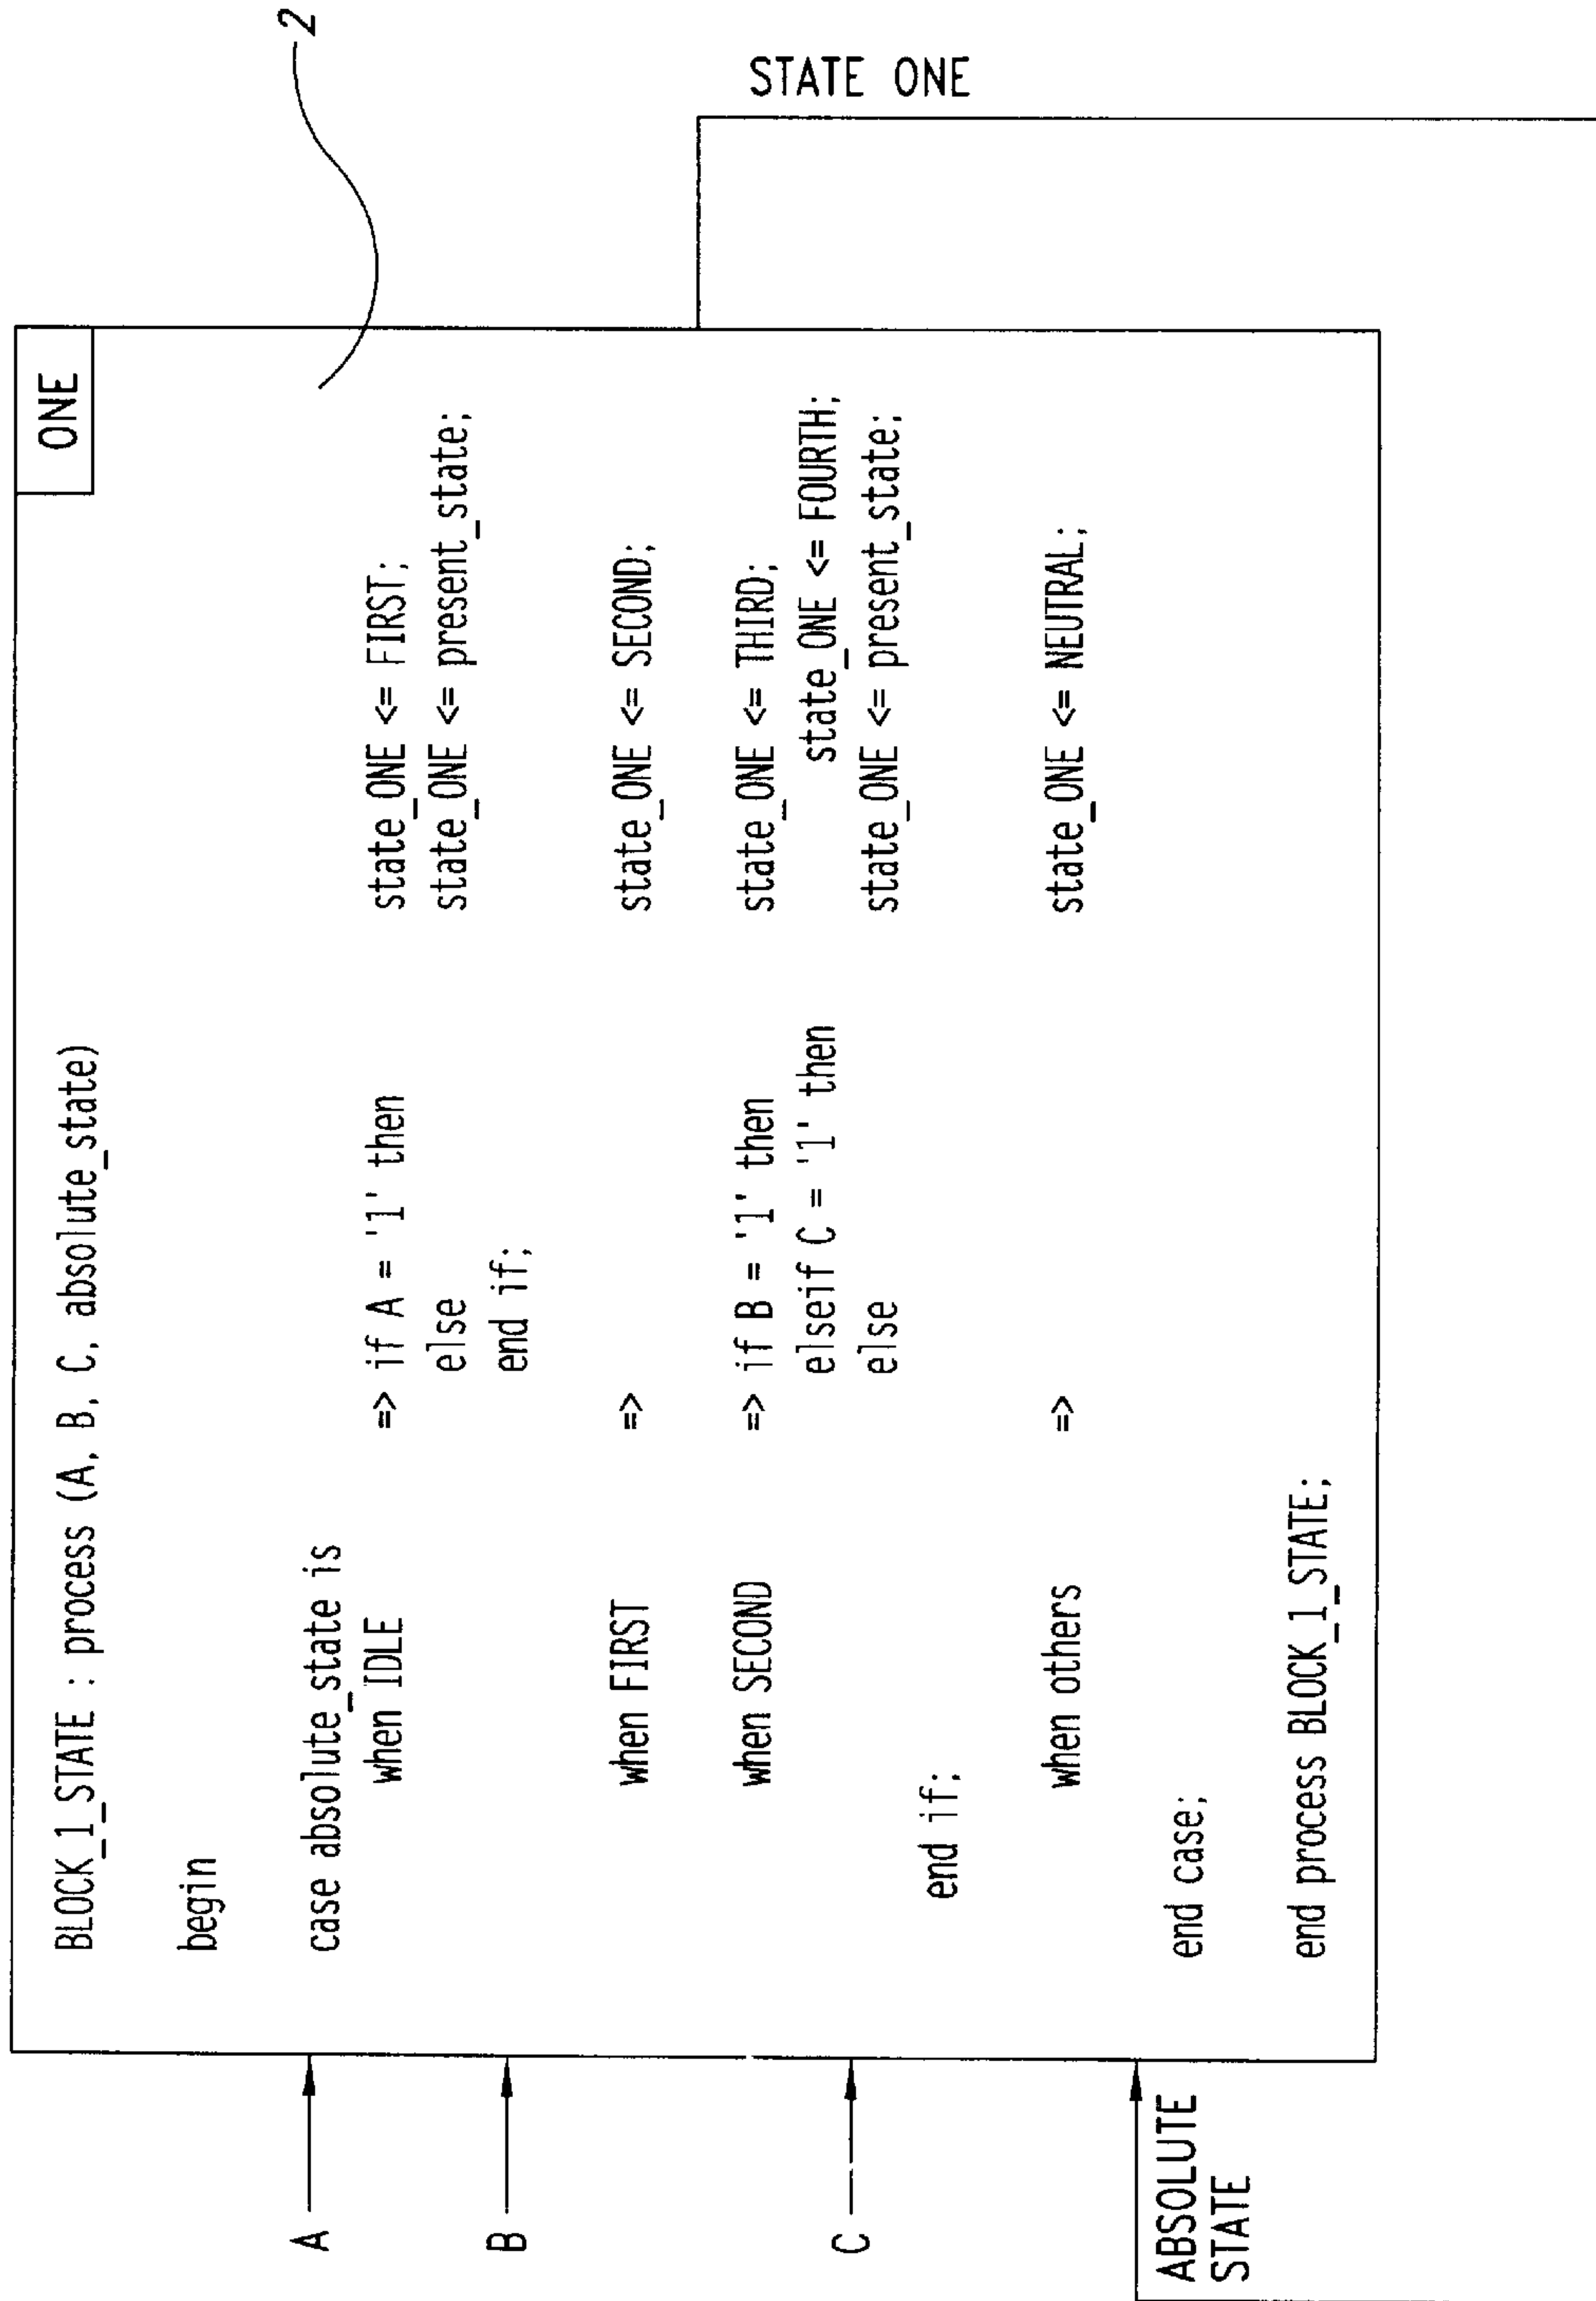 ONE
2
BLOCK_1_STATE : process (A, B, C, absolute_state)
begin
case absolute_state is
when IDLE => if A = '1' then state_ONE <= FIRST;
else state_ONE <= present_state;
end if;
when FIRST => state_ONE <= SECOND;
when SECOND => if B = '1' then state_ONE <= THIRD;
elseif C = '1' then state_ONE <= FOURTH;
else state_ONE <= present_state;
end if;
when others => state_ONE <= NEUTRAL;
end case;
end process BLOCK_1_STATE;
A
B
C
ABSOLUTE
STATE
STATE ONE